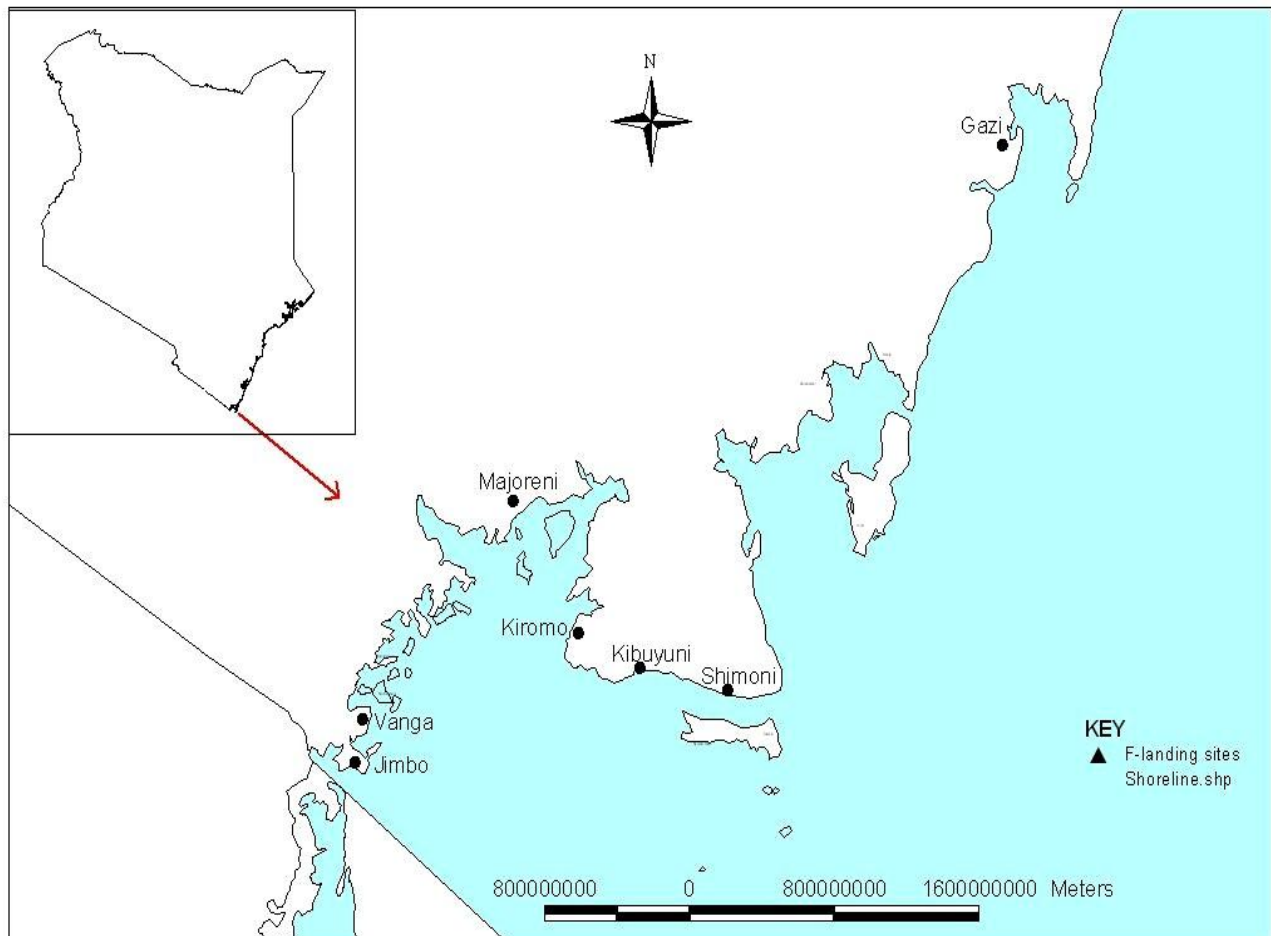 N
Gazi
Majoreni
Kiromo
Kibuyuni
Shimoni
Vanga
Jimbo
KEY
F-landing sites
Shoreline.shp
800000000 0 800000000 1600000000 Meters